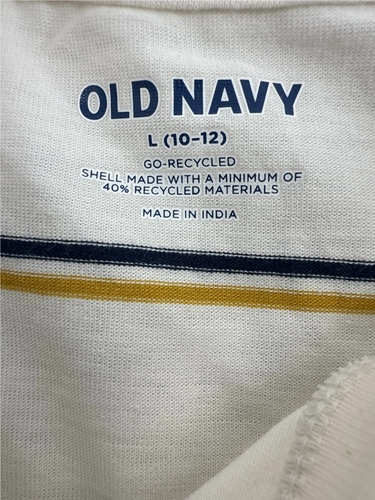 OLD NAVY
L (10-12)
GO-RECYCLED
SHELL MADE WITH A MINIMUM OF
40% RECYCLED MATERIALS
MADE IN INDIA